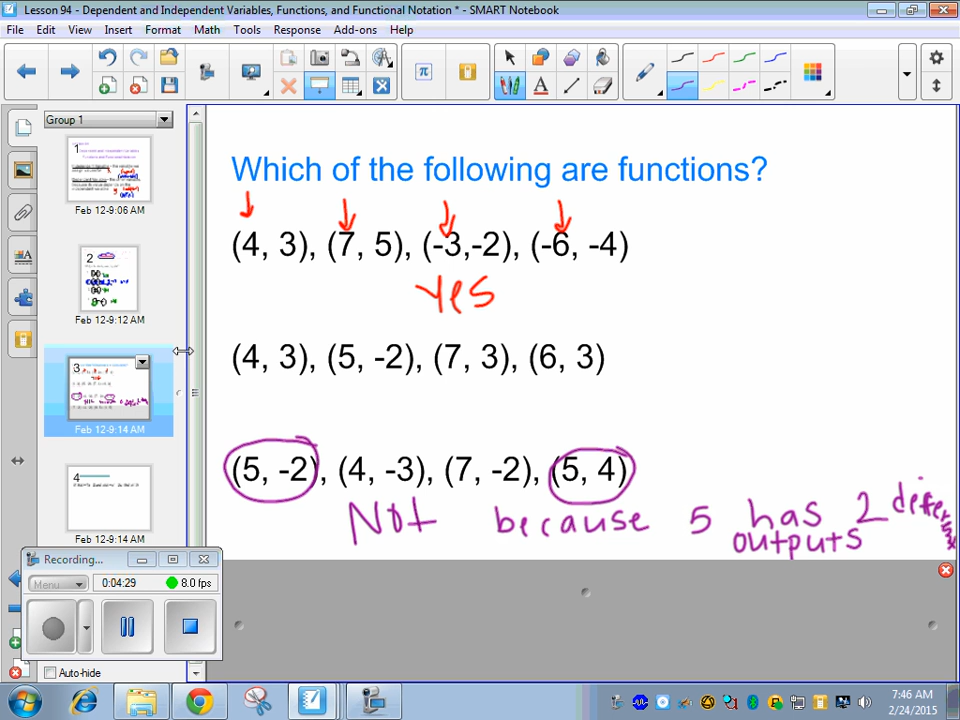 Lesson 94 - Dependent and Independent Variables, Functions, and Functional Notation * - SMART Notebook
File Edit View Insert Format Math Tools Response Add-ons Help
Group 1
1
Feb 12-9:06 AM
2
Feb 12-9:12 AM
3
Feb 12-9:14 AM
4
Feb 12-9:14 AM
Which of the following are functions?
(4, 3), (7, 5), (-3,-2), (-6, -4)
Yes
(4, 3), (5, -2), (7, 3), (6, 3)
(5, -2), (4, -3), (7, -2), (5, 4)
Not because 5 has 2
outputs
Recording...
Menu 0:04:29 8.0 fps
Auto-hide
7:46 AM
2/24/2015